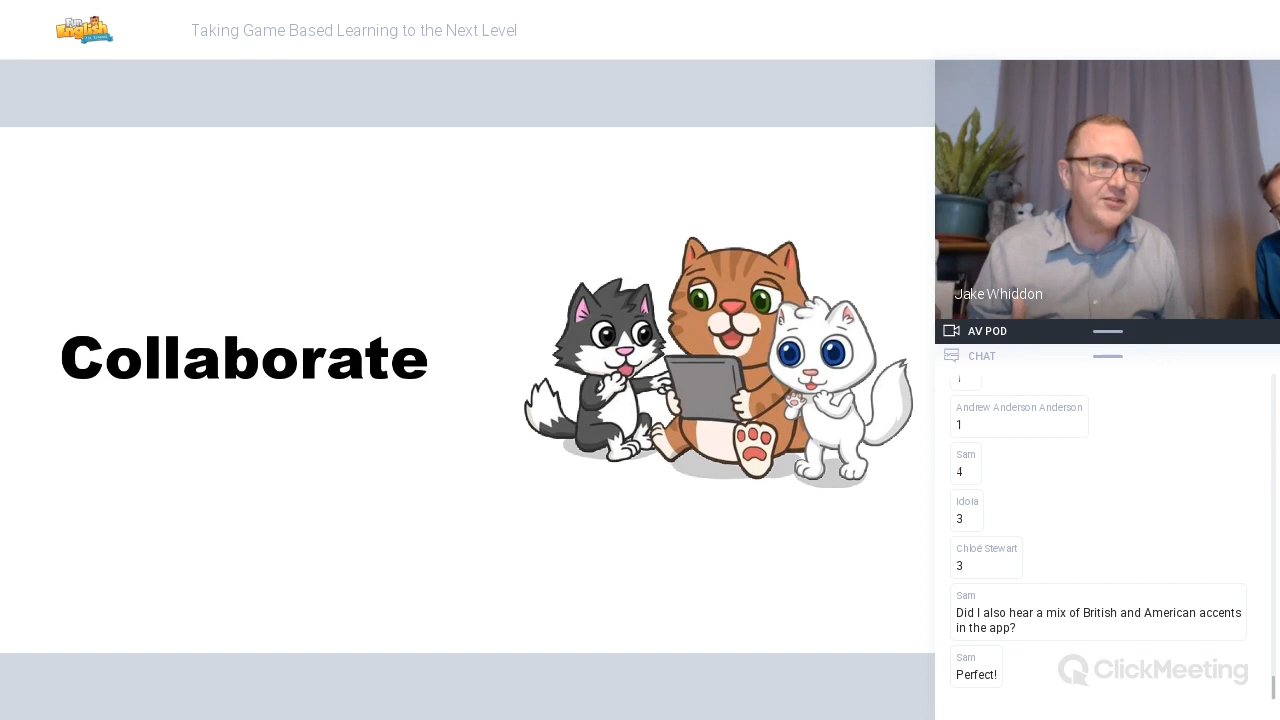 Fun
English
Taking Game Based Learning to the Next Level
Collaborate
Jake Whiddon
AV POD
CHAT
Andrew Anderson Anderson
1
Sam
4
Idoia
3
Chloé Stewart
3
Sam
Did I also hear a mix of British and American accents
in the app?
Sam
Perfect!
ClickMeeting